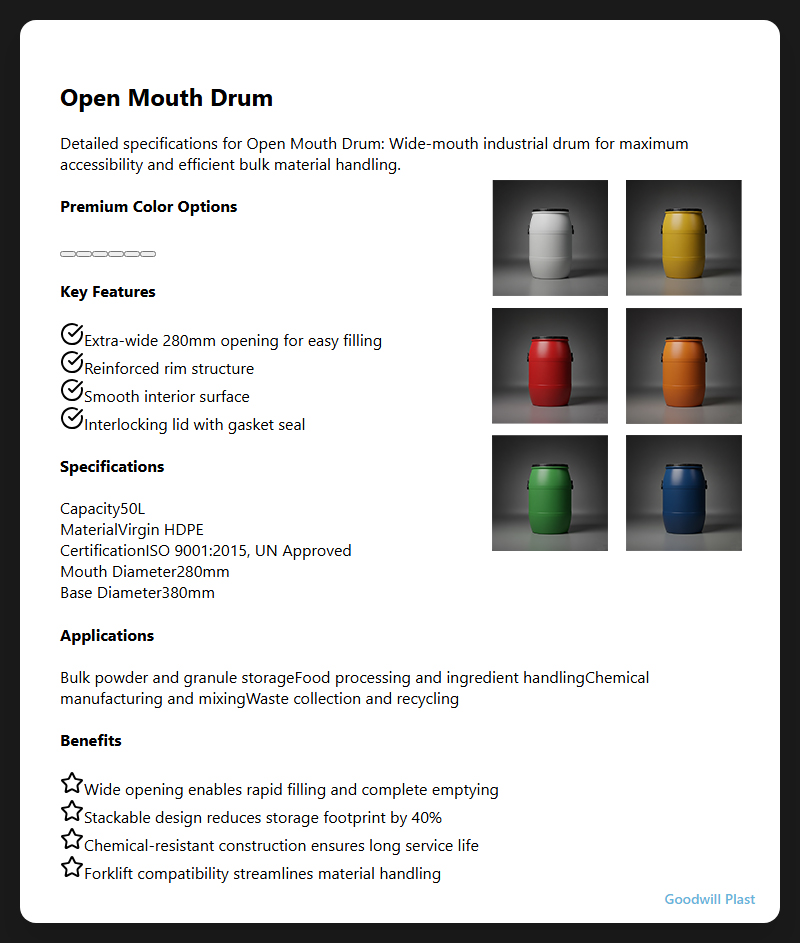 Open Mouth Drum
Detailed specifications for Open Mouth Drum: Wide-mouth industrial drum for maximum
accessibility and efficient bulk material handling.
Premium Color Options
Key Features
Extra-wide 280mm opening for easy filling
Reinforced rim structure
Smooth interior surface
Interlocking lid with gasket seal
Specifications
Capacity50L
MaterialVirgin HDPE
CertificationISO 9001:2015, UN Approved
Mouth Diameter280mm
Base Diameter380mm
Applications
Bulk powder and granule storageFood processing and ingredient handlingChemical
manufacturing and mixingWaste collection and recycling
Benefits
Wide opening enables rapid filling and complete emptying
Stackable design reduces storage footprint by 40%
Chemical-resistant construction ensures long service life
Forklift compatibility streamlines material handling
Goodwill Plast